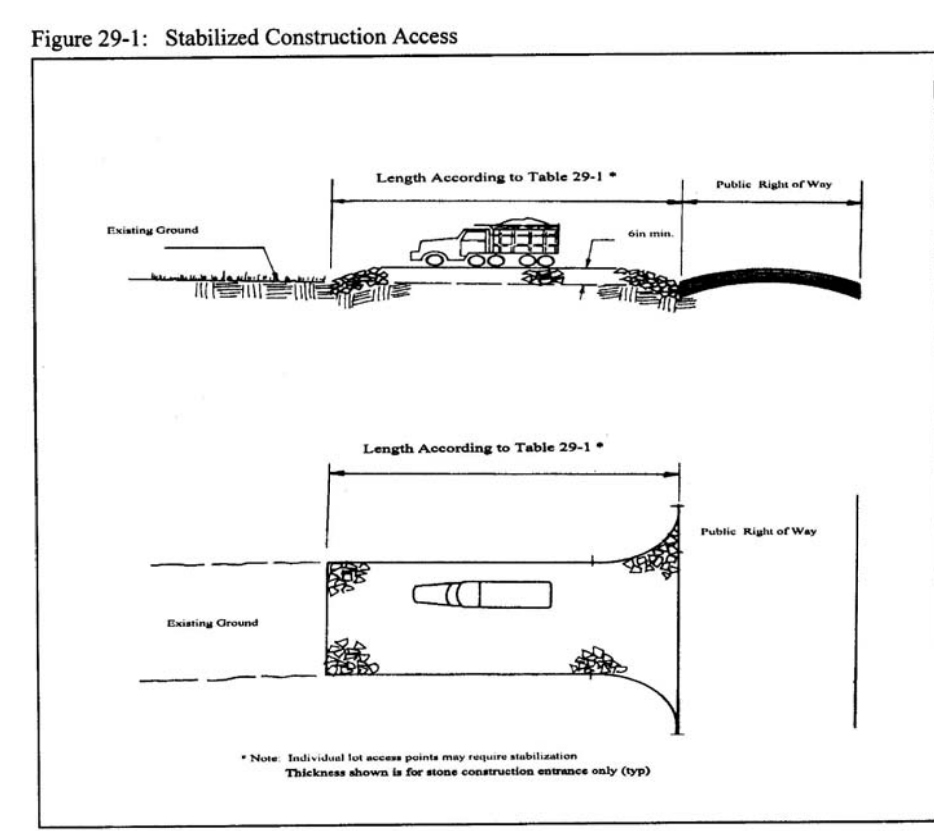 Figure 29-1: Stabilized Construction Access
Length According to Table 29-1 *
Public Right of Way
Existing Ground
6in min.
Length According to Table 29-1 *
Public Right of Way
Existing Ground
* Note: Individual lot access points may require stabilization
Thickness shown is for stone construction entrance only (typ)